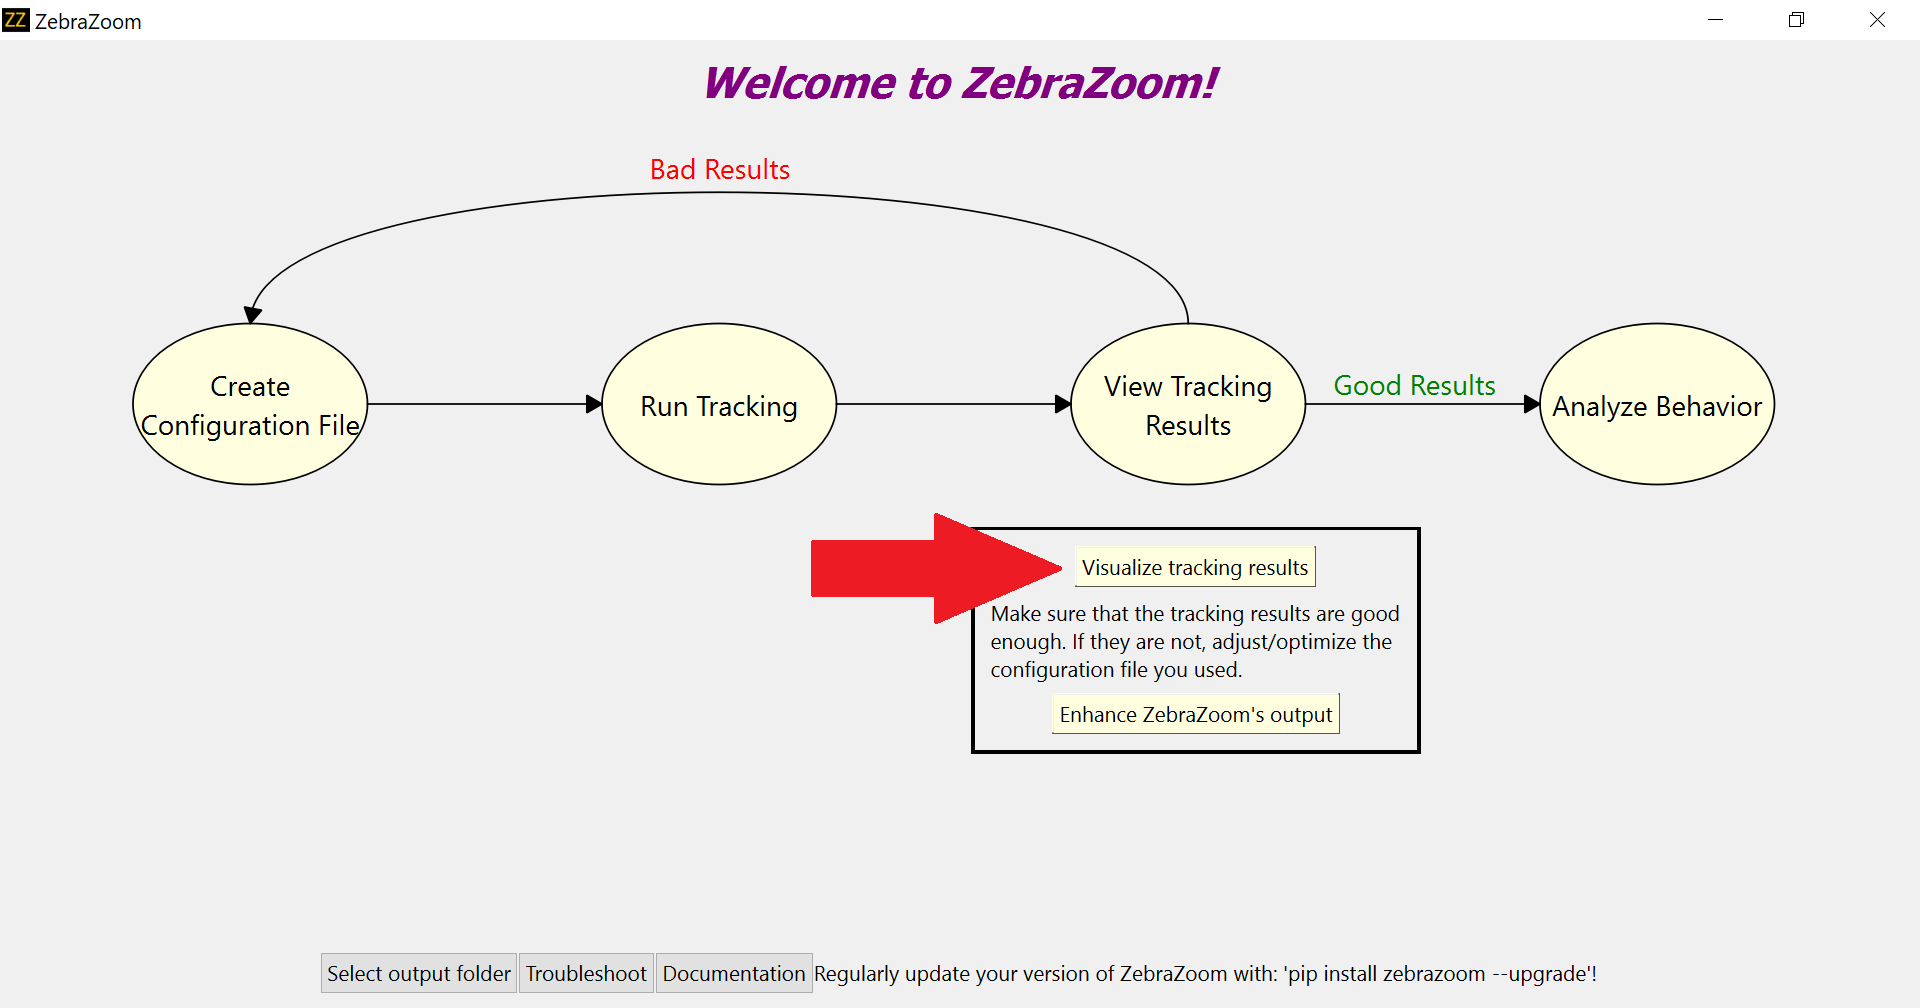 ZZ ZebraZoom
Welcome to ZebraZoom!
Bad Results
Create
Configuration File
Run Tracking
View Tracking
Results
Good Results
Analyze Behavior
Visualize tracking results
Make sure that the tracking results are good
enough. If they are not, adjust/optimize the
configuration file you used.
Enhance ZebraZoom's output
Select output folder Troubleshoot Documentation Regularly update your version of ZebraZoom with: 'pip install zebrazoom --upgrade'!